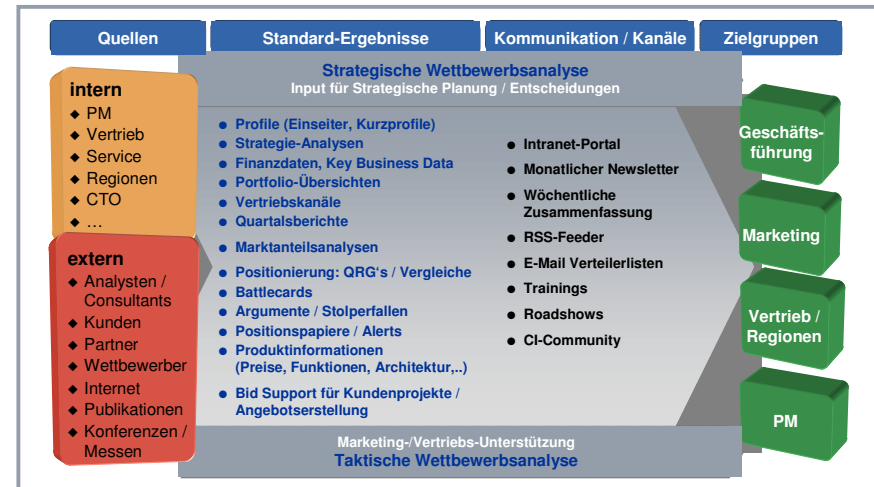 Quellen
Standard-Ergebnisse
Kommunikation / Kanäle
Zielgruppen
Strategische Wettbewerbsanalyse
Input für Strategische Planung / Entscheidungen
intern
◆ PM
◆ Vertrieb
◆ Service
◆ Regionen
◆ CTO
◆ …
extern
◆ Analysten /
Consultants
◆ Kunden
◆ Partner
◆ Wettbewerber
◆ Internet
◆ Publikationen
◆ Konferenzen /
Messen
● Profile (Einseiter, Kurzprofile)
● Strategie-Analysen
● Finanzdaten, Key Business Data
● Portfolio-Übersichten
● Vertriebskanäle
● Quartalsberichte
● Marktanteilsanalysen
● Positionierung: QRG‘s / Vergleiche
● Battlecards
● Argumente / Stolperfallen
● Positionspapiere / Alerts
● Produktinformationen
(Preise, Funktionen, Architektur,..)
● Bid Support für Kundenprojekte /
Angebotserstellung
● Intranet-Portal
● Monatlicher Newsletter
● Wöchentliche
Zusammenfassung
● RSS-Feeder
● E-Mail Verteilerlisten
● Trainings
● Roadshows
● CI-Community
Geschäfts-
führung
Marketing
Vertrieb /
Regionen
PM
Marketing-/Vertriebs-Unterstützung
Taktische Wettbewerbsanalyse